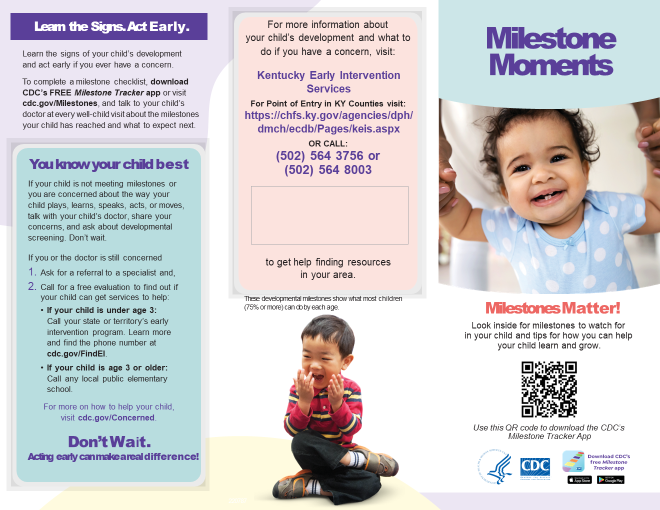 Learn the Signs. Act Early.
Learn the signs of your child's development
and act early if you ever have a concern.
To complete a milestone checklist, download
CDC's FREE Milestone Tracker app or visit
cdc.gov/Milestones, and talk to your child's
doctor at every well-child visit about the milestones
your child has reached and what to expect next.
You know your child best
If your child is not meeting milestones or
you are concerned about the way your
child plays, learns, speaks, acts, or moves,
talk with your child's doctor, share your
concerns, and ask about developmental
screening. Don't wait.
If you or the doctor is still concerned
1. Ask for a referral to a specialist and,
2. Call for a free evaluation to find out if
your child can get services to help:
• If your child is under age 3:
Call your state or territory's early
intervention program. Learn more
and find the phone number at
cdc.gov/FindEI.
• If your child is age 3 or older:
Call any local public elementary
school.
For more on how to help your child,
visit cdc.gov/Concerned.
Don't Wait.
Acting early can make a real difference!
For more information about
your child's development and what to
do if you have a concern, visit:
Kentucky Early Intervention
Services
For Point of Entry in KY Counties visit:
https://chfs.ky.gov/agencies/dph/
dmch/ecdb/Pages/keis.aspx
OR CALL:
(502) 564 3756 or
(502) 564 8003
to get help finding resources
in your area.
These developmental milestones show what most children
(75% or more) can do by each age.
Milestone
Moments
Milestones Matter!
Look inside for milestones to watch for
in your child and tips for how you can help
your child learn and grow.
Use this QR code to download the CDC's
Milestone Tracker App
CDC
Download CDC's
free Milestone
Tracker app
App Store
Google Play